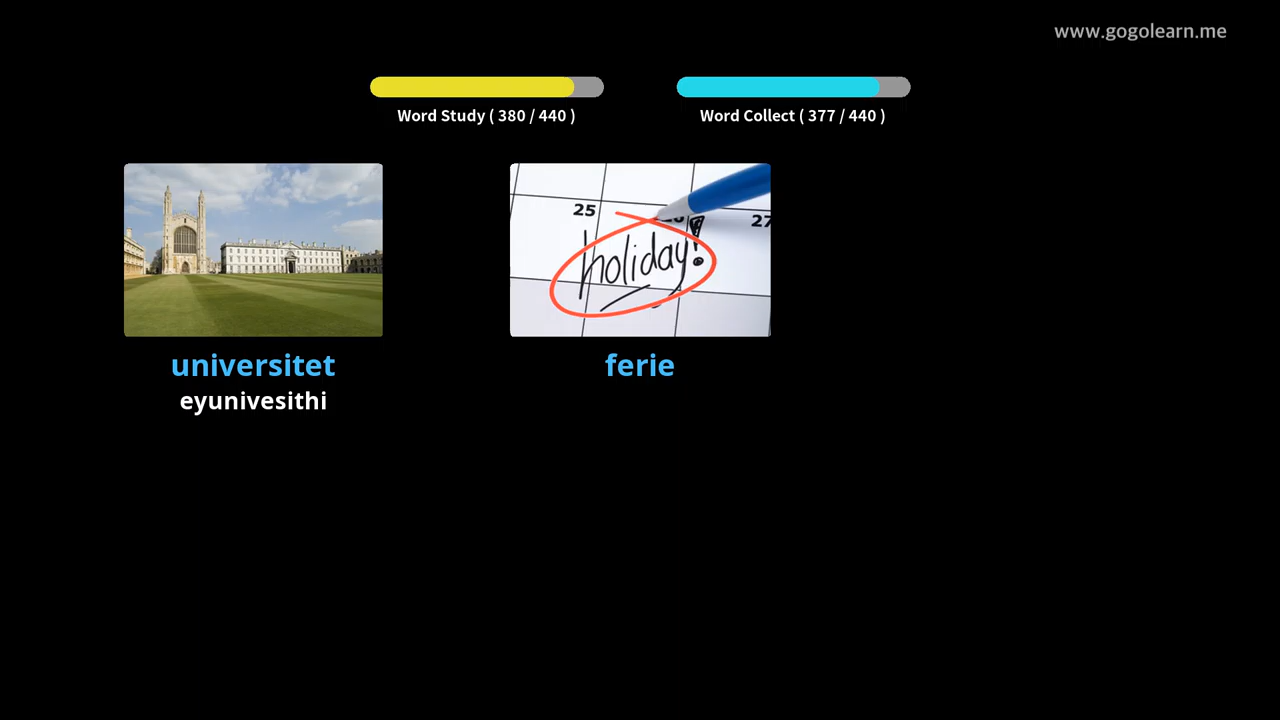 www.gogolearn.me
Word Study ( 380 / 440 )
Word Collect ( 377 / 440 )
25
27
holiday!
universitet
ferie
eyunivesithi